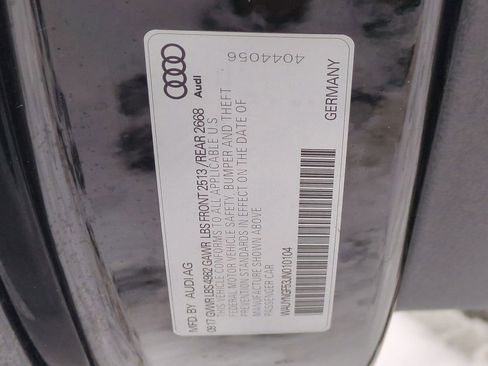 Audi
4044056
GERMANY
MFD. BY AUDI AG
09.17 GVWR LBS 4982 GAWR LBS FRONT 2513 / REAR 2668
THIS VEHICLE CONFORMS TO ALL APPLICABLE U.S.
FEDERAL MOTOR VEHICLE SAFETY, BUMPER AND THEFT
PREVENTION STANDARDS IN EFFECT ON THE DATE OF
MANUFACTURE SHOWN ABOVE
PASSENGER CAR